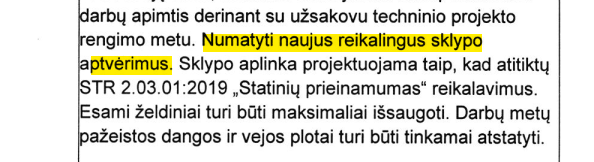 darbų apimtis derinant su užsakovu techninio projekto
rengimo metu. Numatyti naujus reikalingus sklypo
aptvėrimus. Sklypo aplinka projektuojama taip, kad atitiktų
STR 2.03.01:2019 „Statinių prieinamumas“ reikalavimus.
Esami želdiniai turi būti maksimaliai išsaugoti. Darbų metų
pažeistos dangos ir vejos plotai turi būti tinkamai atstatyti.